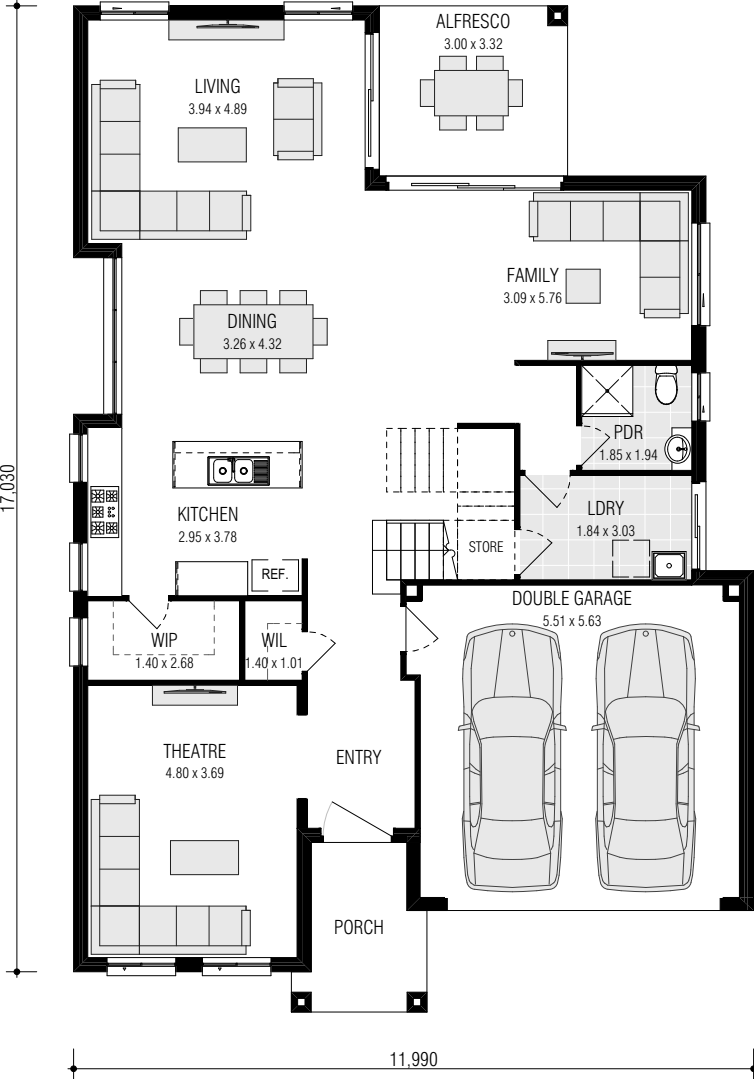 ALFRESCO
3.00 x 3.32
LIVING
3.94 x 4.89
FAMILY
3.09 x 5.76
DINING
3.26 x 4.32
PDR
1.85 x 1.94
17,030
KITCHEN
2.95 x 3.78
LDRY
1.84 x 3.03
STORE
REF.
DOUBLE GARAGE
5.51 x 5.63
WIP
1.40 x 2.68
WIL
1.40 x 1.01
THEATRE
4.80 x 3.69
ENTRY
PORCH
11,990